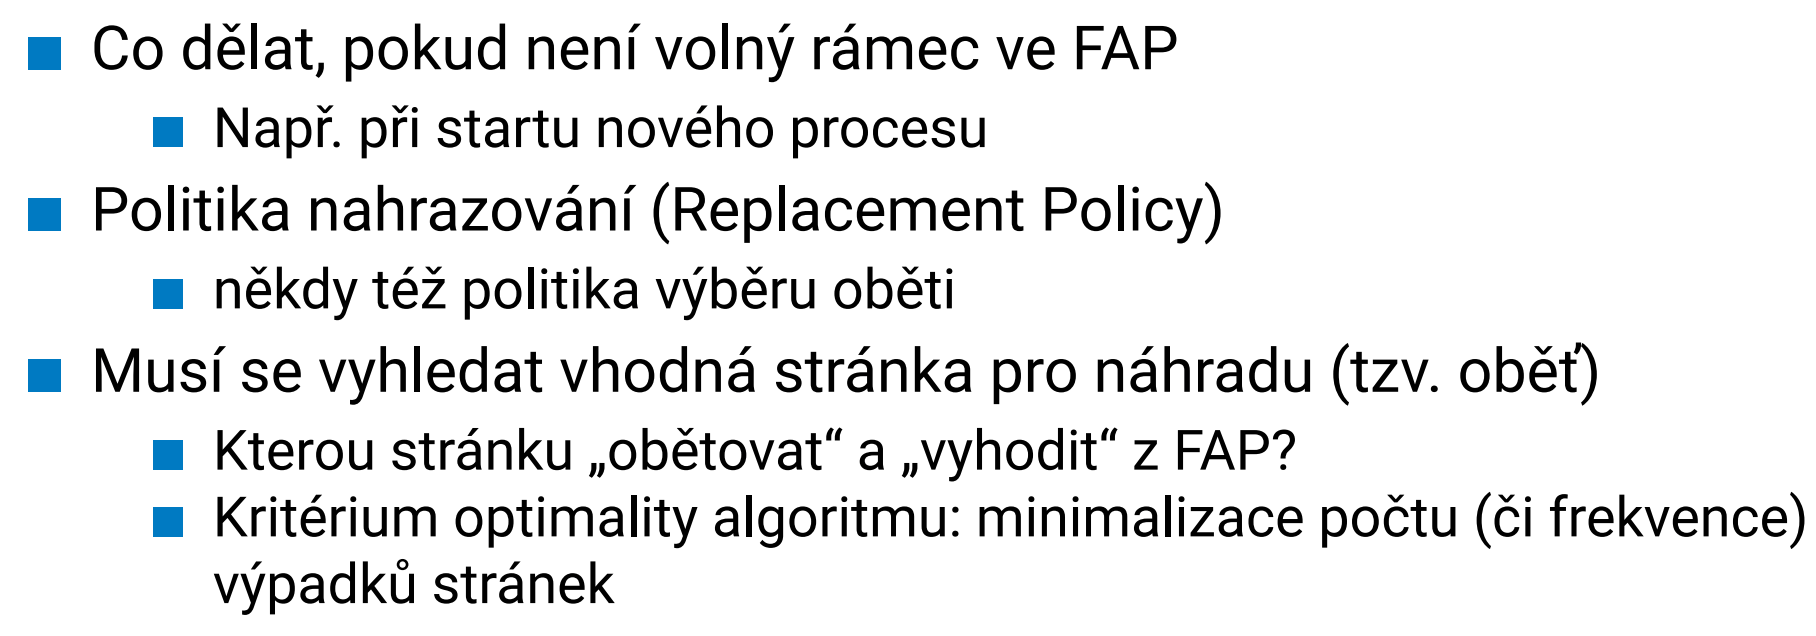 Co dělat, pokud není volný rámec ve FAP
Např. při startu nového procesu
Politika nahrazování (Replacement Policy)
někdy též politika výběru oběti
Musí se vyhledat vhodná stránka pro náhradu (tzv. oběť)
Kterou stránku „obětovat“ a „vyhodit“ z FAP?
Kritérium optimality algoritmu: minimalizace počtu (či frekvence)
výpadků stránek